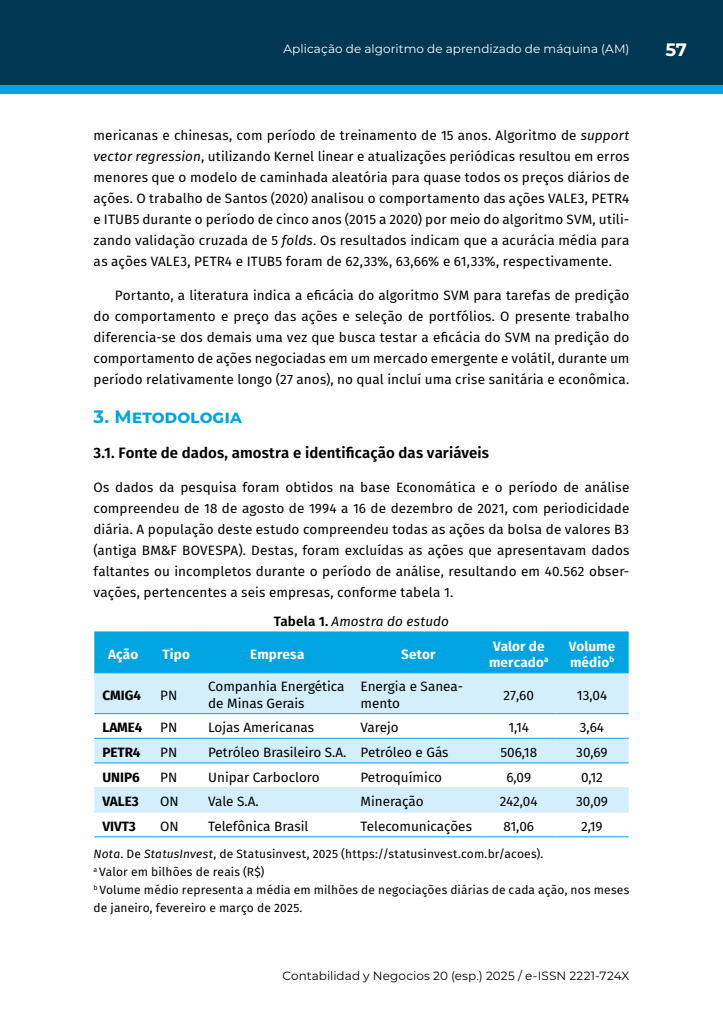 Aplicação de algoritmo de aprendizado de máquina (AM) 57
mericanas e chinesas, com período de treinamento de 15 anos. Algoritmo de support
vector regression, utilizando Kernel linear e atualizações periódicas resultou em erros
menores que o modelo de caminhada aleatória para quase todos os preços diários de
ações. O trabalho de Santos (2020) analisou o comportamento das ações VALE3, PETR4
e ITUB5 durante o período de cinco anos (2015 a 2020) por meio do algoritmo SVM, utili-
zando validação cruzada de 5 folds. Os resultados indicam que a acurácia média para
as ações VALE3, PETR4 e ITUB5 foram de 62,33%, 63,66% e 61,33%, respectivamente.
Portanto, a literatura indica a eficácia do algoritmo SVM para tarefas de predição
do comportamento e preço das ações e seleção de portfólios. O presente trabalho
diferencia-se dos demais uma vez que busca testar a eficácia do SVM na predição do
comportamento de ações negociadas em um mercado emergente e volátil, durante um
período relativamente longo (27 anos), no qual incluí uma crise sanitária e econômica.
3. Metodologia
3.1. Fonte de dados, amostra e identificação das variáveis
Os dados da pesquisa foram obtidos na base Economática e o período de análise
compreendeu de 18 de agosto de 1994 a 16 de dezembro de 2021, com periodicidade
diária. A população deste estudo compreendeu todas as ações da bolsa de valores B3
(antiga BM&F BOVESPA). Destas, foram excluídas as ações que apresentavam dados
faltantes ou incompletos durante o período de análise, resultando em 40.562 obser-
vações, pertencentes a seis empresas, conforme tabela 1.
Tabela 1. Amostra do estudo
Ação Tipo Empresa Setor Valor de mercadoᵃ Volume médioᵇ
CMIG4 PN Companhia Energética de Minas Gerais Energia e Sanea-mento 27,60 13,04
LAME4 PN Lojas Americanas Varejo 1,14 3,64
PETR4 PN Petróleo Brasileiro S.A. Petróleo e Gás 506,18 30,69
UNIP6 PN Unipar Carbocloro Petroquímico 6,09 0,12
VALE3 ON Vale S.A. Mineração 242,04 30,09
VIVT3 ON Telefônica Brasil Telecomunicações 81,06 2,19
Nota. De StatusInvest, de Statusinvest, 2025 (https://statusinvest.com.br/acoes).
ᵃ Valor em bilhões de reais (R$)
ᵇ Volume médio representa a média em milhões de negociações diárias de cada ação, nos meses
de janeiro, fevereiro e março de 2025.
Contabilidad y Negocios 20 (esp.) 2025 / e-ISSN 2221-724X